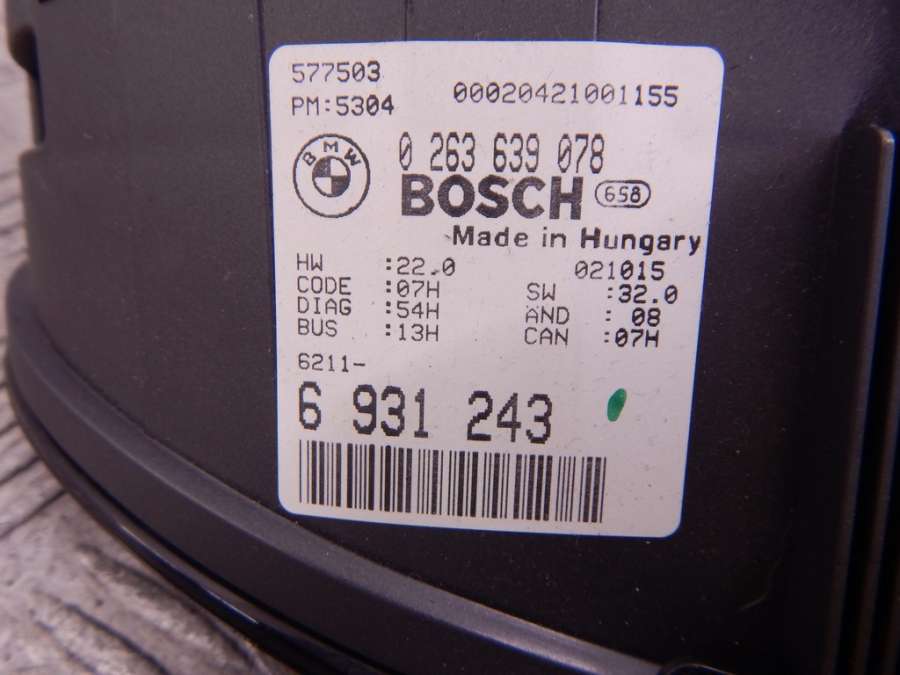 577503
PM:5304
00020421001155
BMW
0 263 639 078
BOSCH 658
Made in Hungary
021015
HW :22.0
CODE :07H
DIAG :54H
BUS :13H
SW :32.0
AND : 08
CAN :07H
6211-
6 931 243